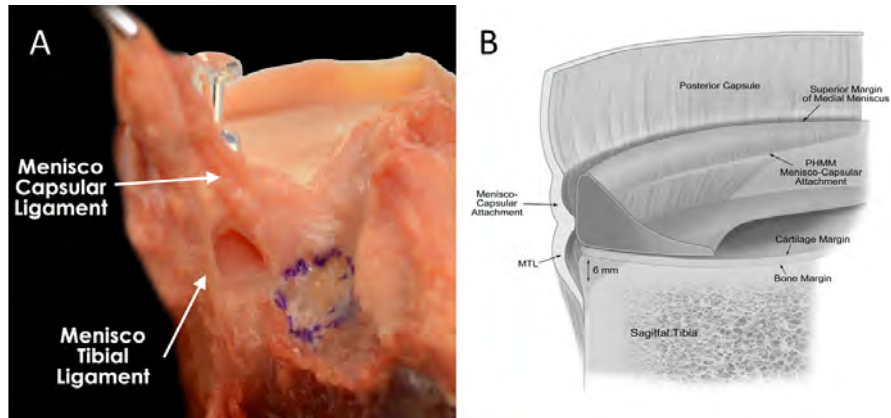 A
Menisco
Capsular
Ligament
Menisco
Tibial
Ligament
B
Posterior Capsule
Superior Margin
of Medial Meniscus
PHMM
Menisco-Capsular
Attachment
Menisco-
Capsular
Attachment
Cartilage Margin
MTL
6 mm
Bone Margin
Sagittal Tibia